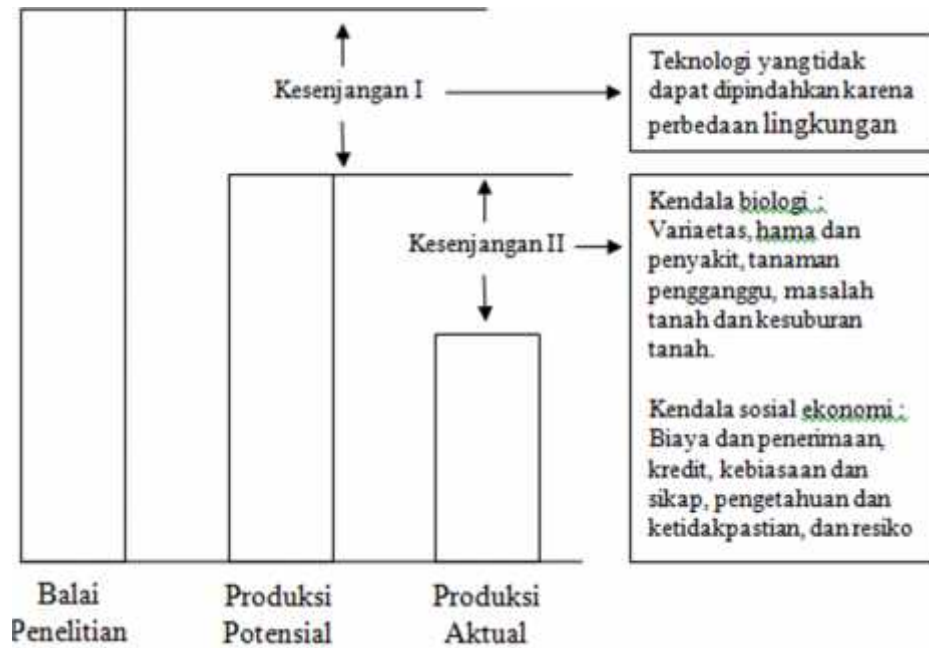 Kesenjangan I
Teknologi yang tidak
dapat dipindahkan karena
perbedaan lingkungan
Kesenjangan II
Kendala biologi :
Variaetas, hama dan
penyakit, tanaman
pengganggu, masalah
tanah dan kesuburan
tanah.
Kendala sosial ekonomi :
Biaya dan penerimaan,
kredit, kebiasaan dan
sikap, pengetahuan dan
ketidakpastian, dan resiko
Balai
Penelitian
Produksi
Potensial
Produksi
Aktual